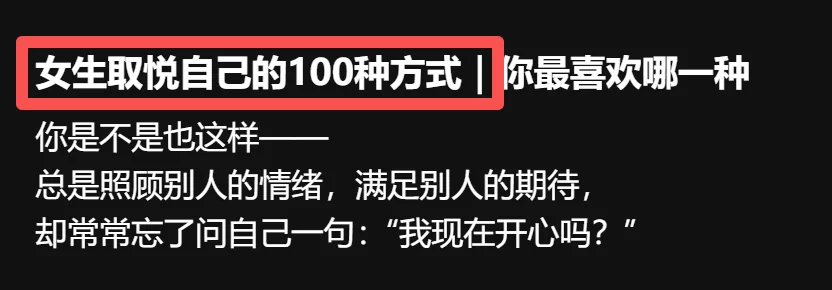 女生取悦自己的100种方式｜你最喜欢哪一种
你是不是也这样——
总是照顾别人的情绪，满足别人的期待，
却常常忘了问自己一句：“我现在开心吗？”